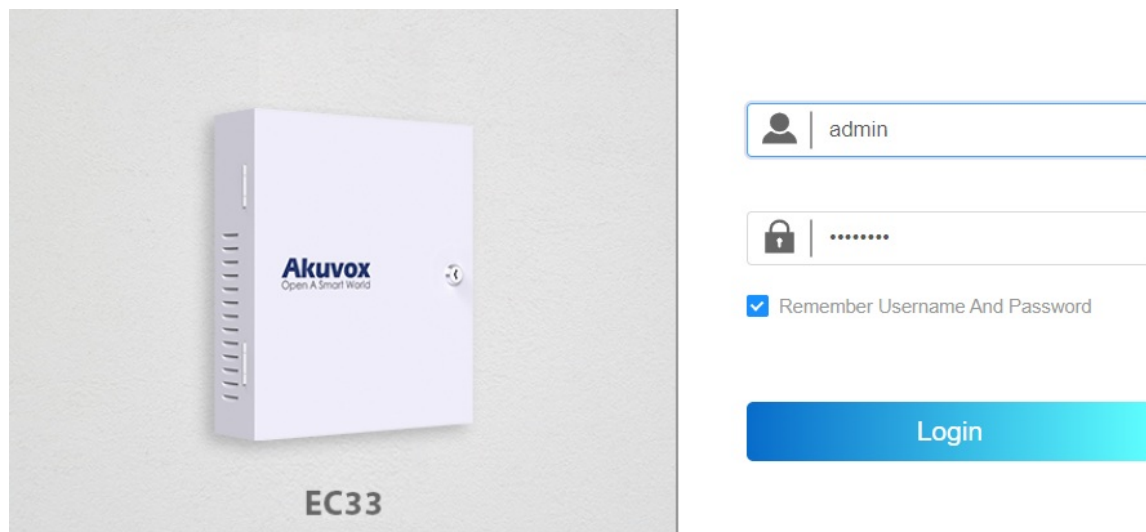 Akuvox
Open A Smart World
EC33
admin
••••••••
Remember Username And Password
Login